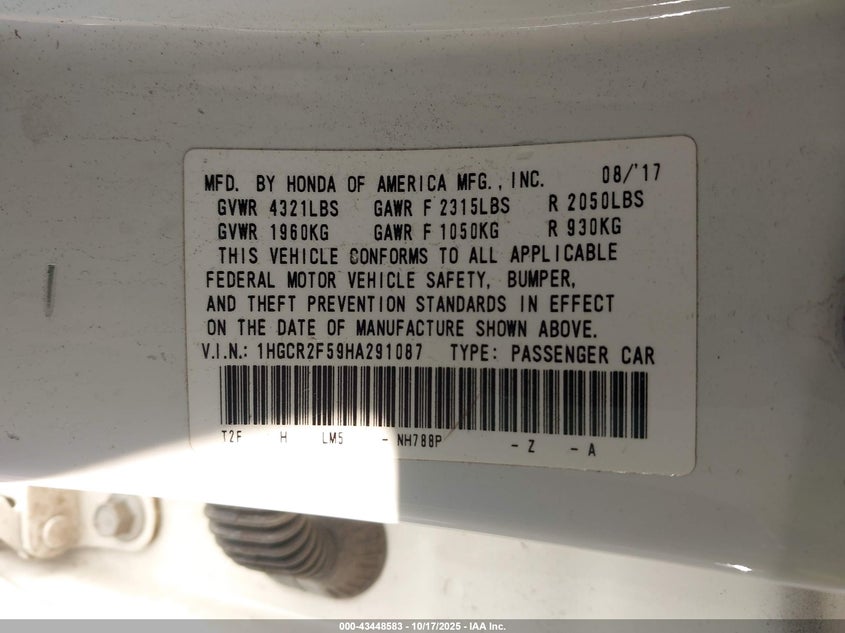 MFD. BY HONDA OF AMERICA MFG., INC. 08/'17
GVWR 4321LBS GAWR F 2315LBS R 2050LBS
GVWR 1960KG GAWR F 1050KG R 930KG
THIS VEHICLE CONFORMS TO ALL APPLICABLE
FEDERAL MOTOR VEHICLE SAFETY, BUMPER,
AND THEFT PREVENTION STANDARDS IN EFFECT
ON THE DATE OF MANUFACTURE SHOWN ABOVE.
V.I.N.: 1HGCR2F59HA291087 TYPE: PASSENGER CAR
T2F H LM5 - NH788P - Z - A
000-43448583 - 10/17/2025 - IAA Inc.